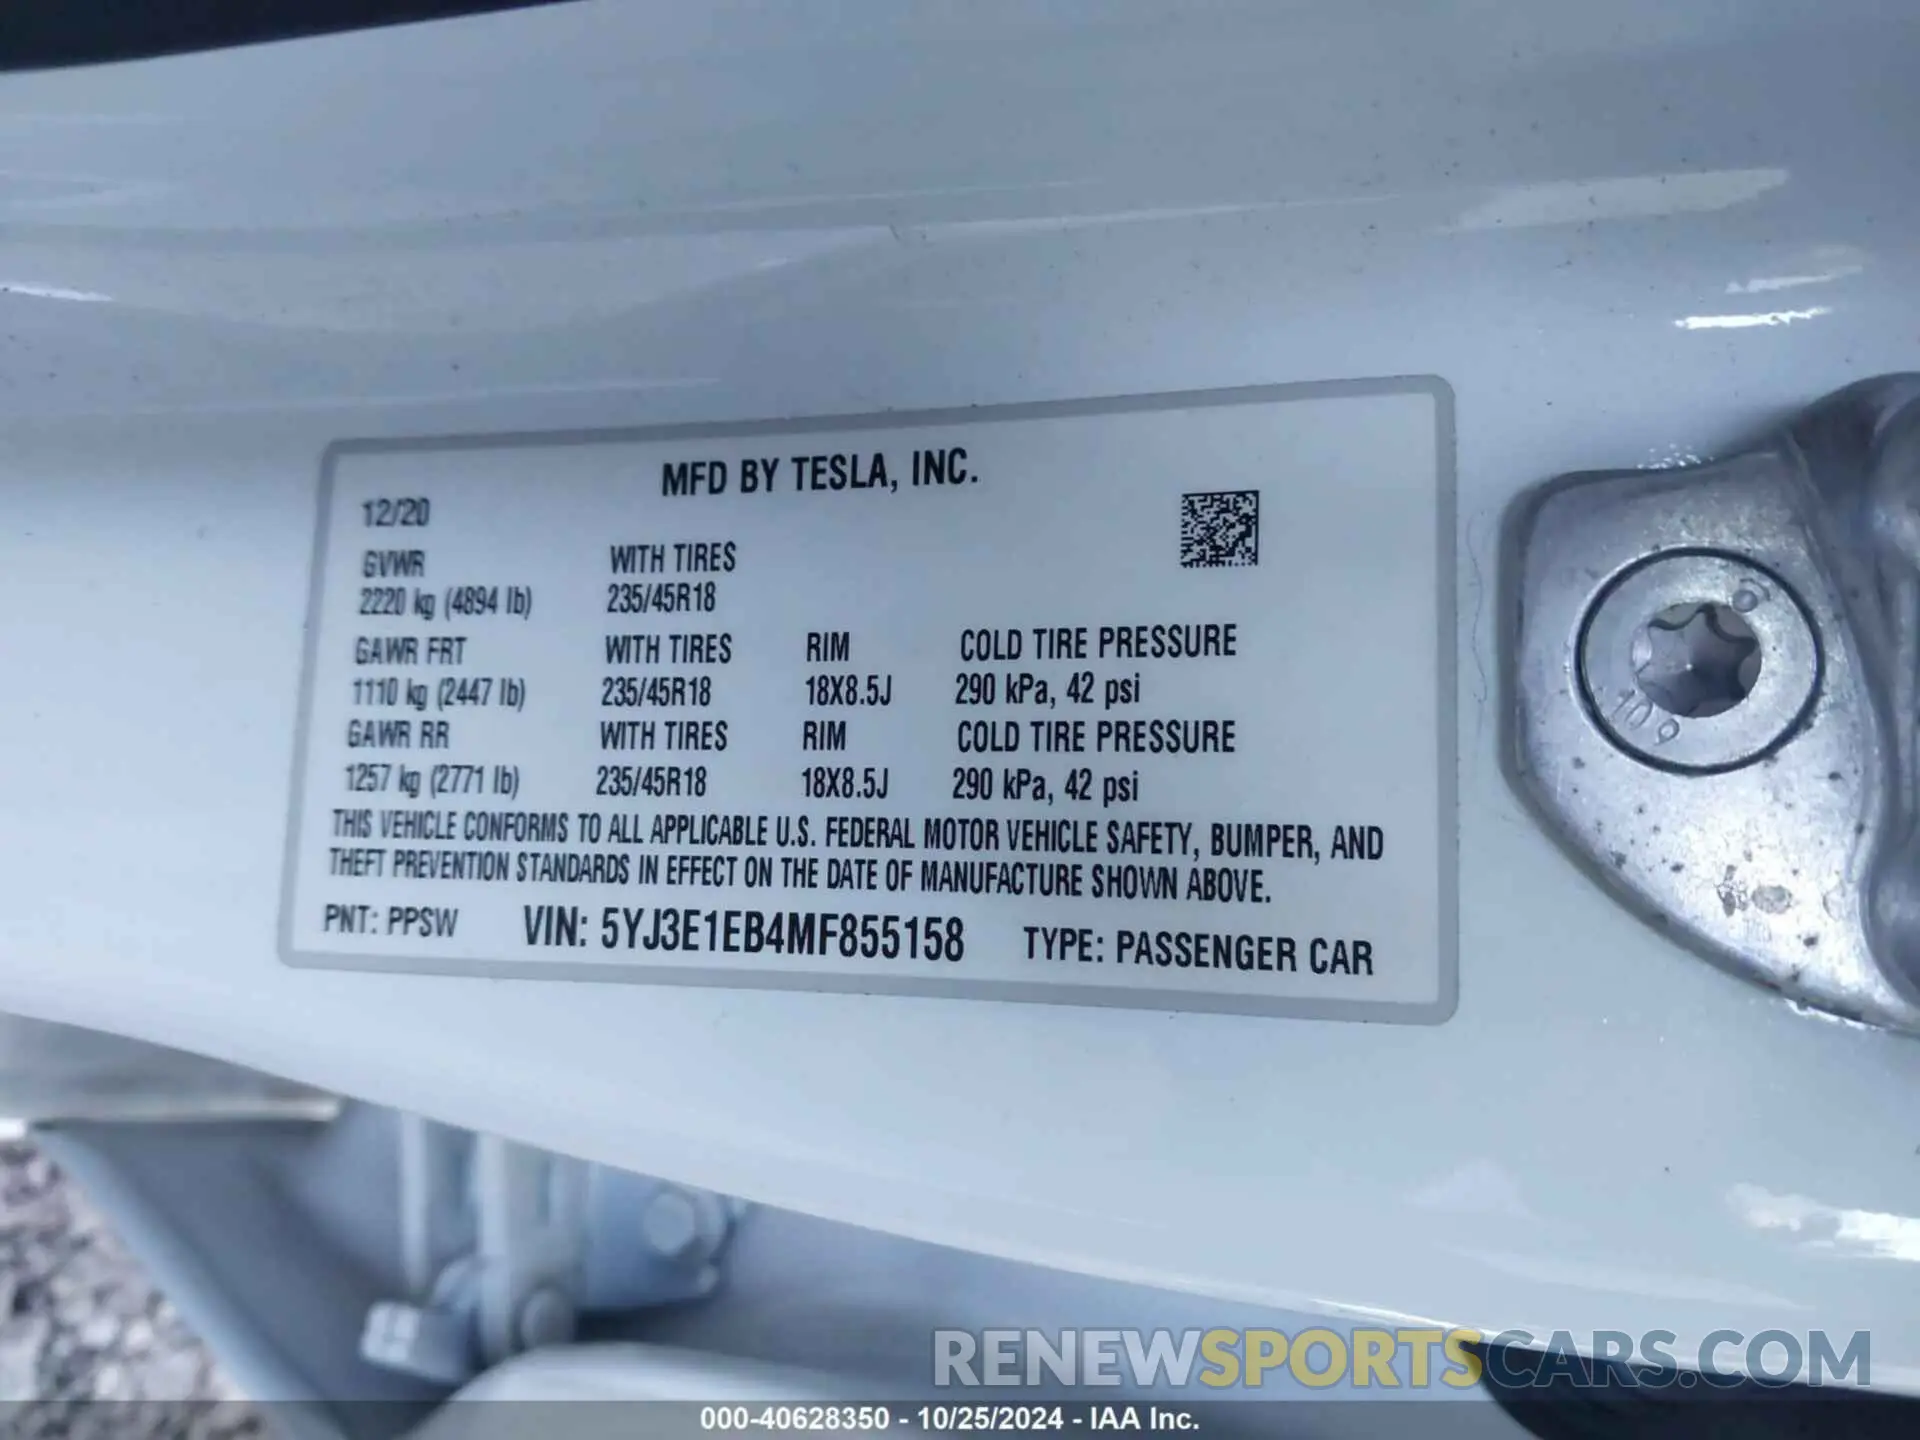 MFD BY TESLA, INC.
12/20
GVWR WITH TIRES
2220 kg (4894 lb) 235/45R18
GAWR FRT WITH TIRES RIM COLD TIRE PRESSURE
1110 kg (2447 lb) 235/45R18 18X8.5J 290 kPa, 42 psi
GAWR RR WITH TIRES RIM COLD TIRE PRESSURE
1257 kg (2771 lb) 235/45R18 18X8.5J 290 kPa, 42 psi
THIS VEHICLE CONFORMS TO ALL APPLICABLE U.S. FEDERAL MOTOR VEHICLE SAFETY, BUMPER, AND
THEFT PREVENTION STANDARDS IN EFFECT ON THE DATE OF MANUFACTURE SHOWN ABOVE.
PNT: PPSW VIN: 5YJ3E1EB4MF855158 TYPE: PASSENGER CAR
RENEWSPORTSCARS.COM
000-40628350 - 10/25/2024 - IAA Inc.